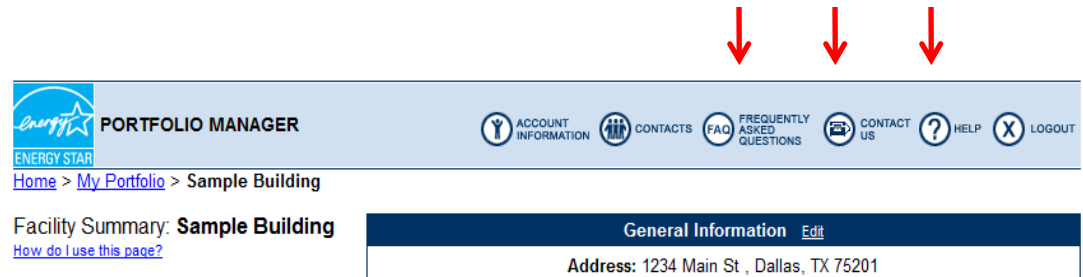 energy
ENERGY STAR
PORTFOLIO MANAGER
ACCOUNT
INFORMATION
CONTACTS
FAQ
FREQUENTLY
ASKED
QUESTIONS
CONTACT
US
?
HELP
X
LOGOUT
Home > My Portfolio > Sample Building
Facility Summary: Sample Building
How do I use this page?
General Information Edit
Address: 1234 Main St , Dallas, TX 75201